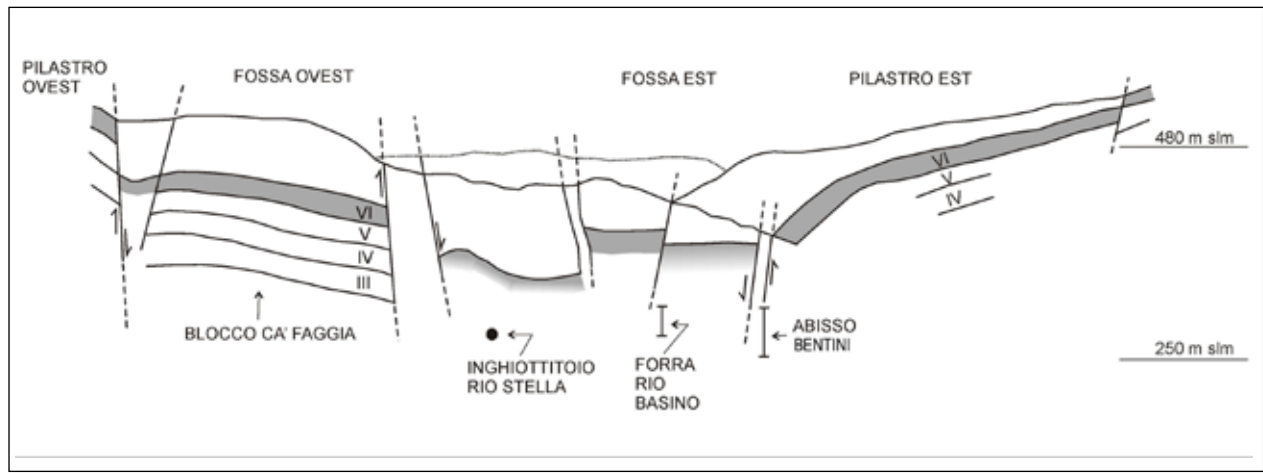 PILASTRO
OVEST
FOSSA OVEST
FOSSA EST
PILASTRO EST
480 m slm
VI
V
IV
III
VI
V
IV
BLOCCO CA' FAGGIA
INGHIOTTITOIO
RIO STELLA
FORRA
RIO
BASINO
ABISSO
BENTINI
250 m slm